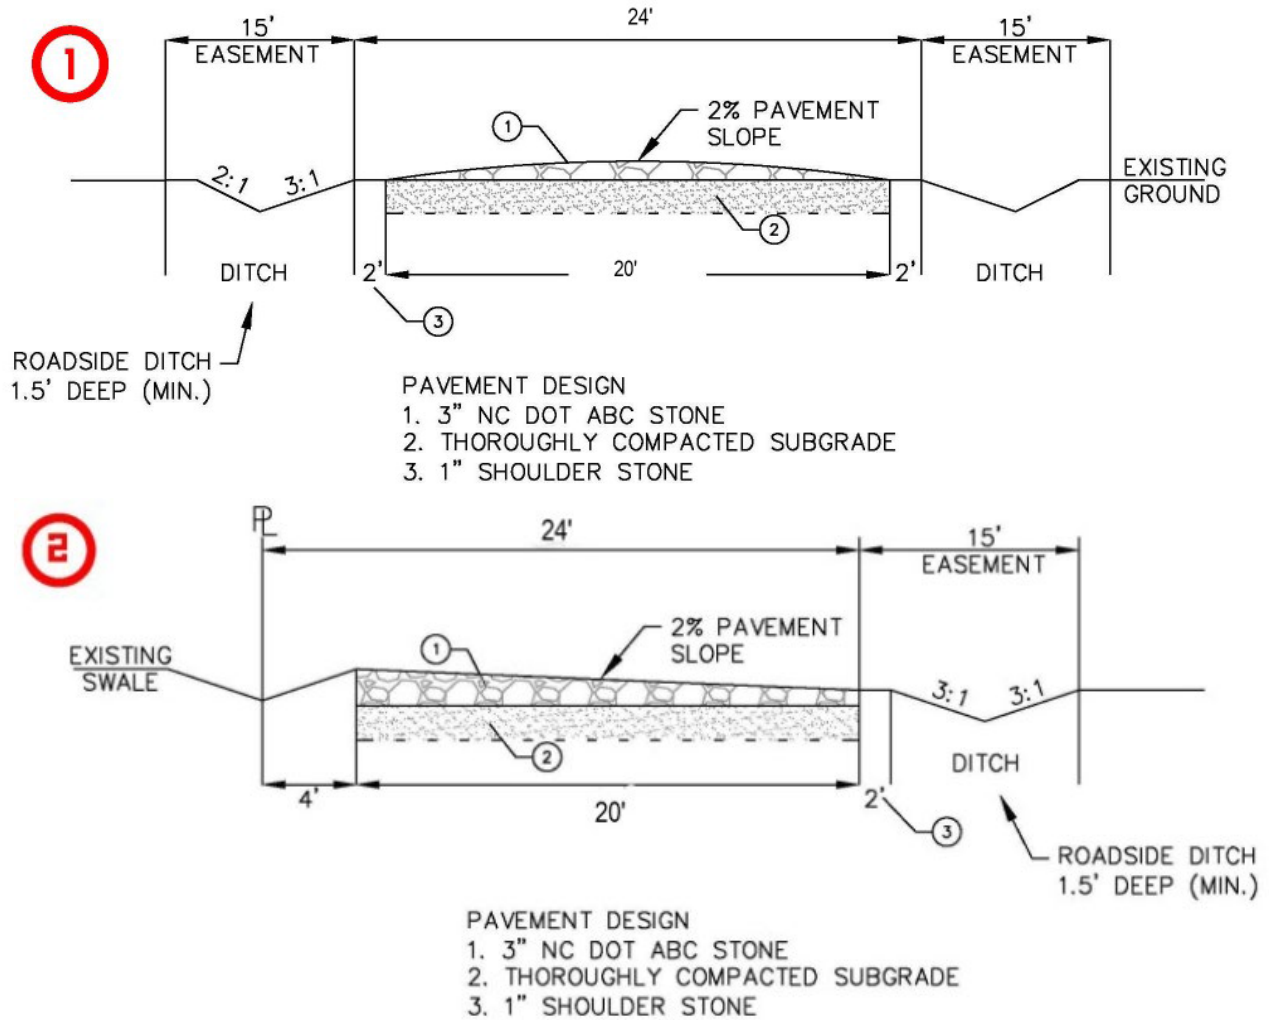 1
15'
EASEMENT
24'
15'
EASEMENT
1
2% PAVEMENT
SLOPE
2:1
3:1
EXISTING
GROUND
2
DITCH
2'
20'
2'
DITCH
3
ROADSIDE DITCH
1.5' DEEP (MIN.)
PAVEMENT DESIGN
1. 3" NC DOT ABC STONE
2. THOROUGHLY COMPACTED SUBGRADE
3. 1" SHOULDER STONE
2
PL
24'
15'
EASEMENT
EXISTING
SWALE
1
2% PAVEMENT
SLOPE
3:1
3:1
2
DITCH
4'
20'
2'
3
ROADSIDE DITCH
1.5' DEEP (MIN.)
PAVEMENT DESIGN
1. 3" NC DOT ABC STONE
2. THOROUGHLY COMPACTED SUBGRADE
3. 1" SHOULDER STONE